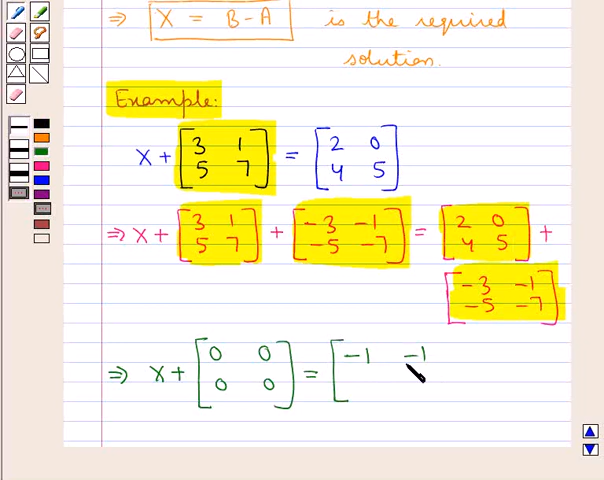 ⇒ X = B-A is the required
solution.
Example:
X + [3 1] = [2 0]
[5 7] [4 5]
⇒ X + [3 1] + [-3 -1] = [2 0] +
[5 7] [-5 -7] [4 5]
[-3 -1]
[-5 -7]
⇒ X + [0 0] = [-1 -1
[0 0]